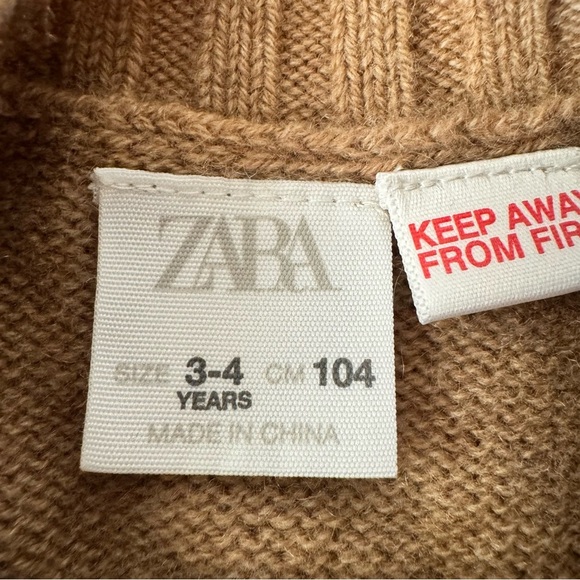 ZARA
SIZE 3-4 CM 104
YEARS
MADE IN CHINA
KEEP AWAY
FROM FIR